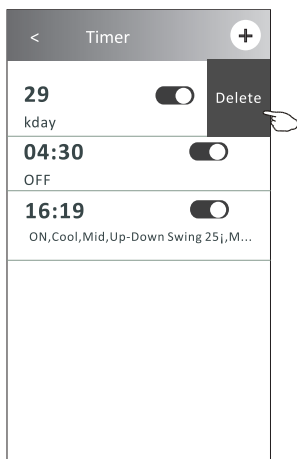 < Timer +
29 Delete
kday
04:30
OFF
16:19
ON,Cool,Mid,Up-Down Swing 25¡,M...